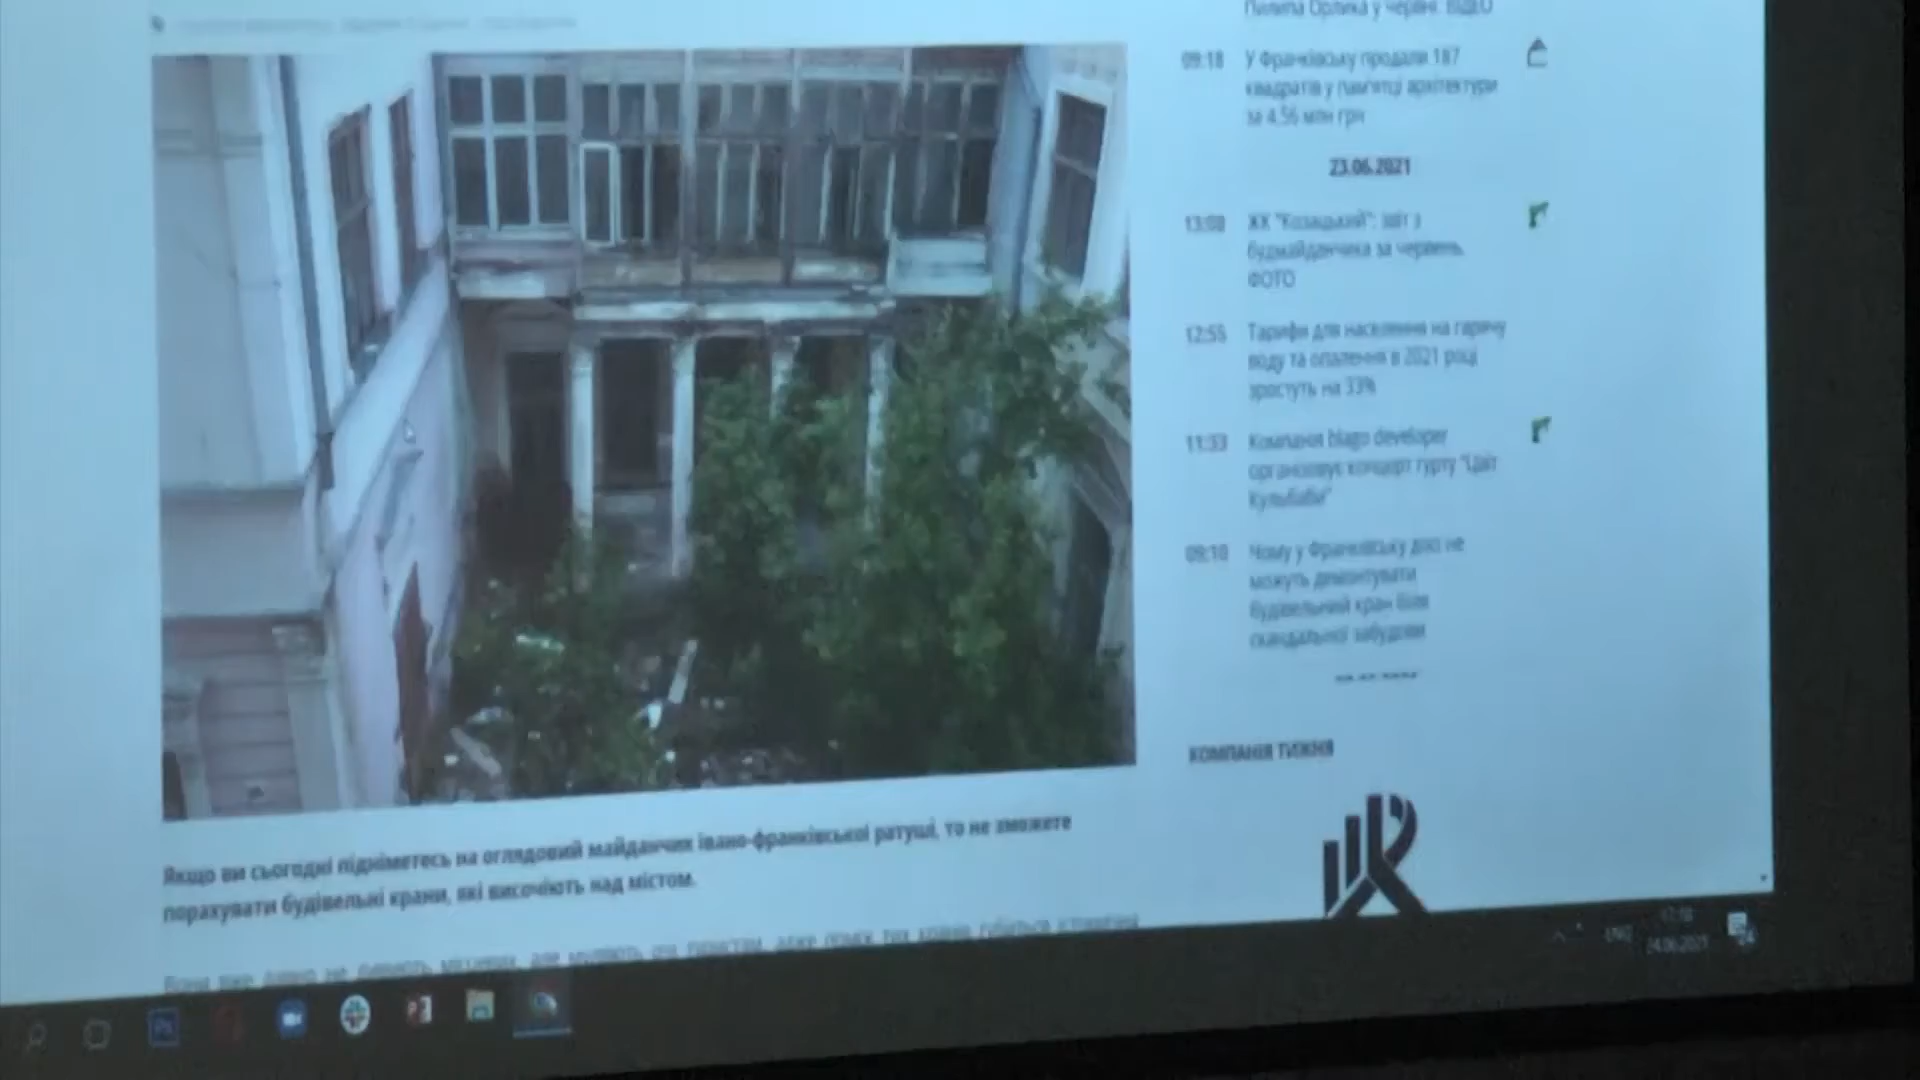 Пилипа Орлика у червні. ВІДЕО
09:18 У Франківську продали 187
квадратів у пам'ятці архітектури
за 4,56 млн грн
23.06.2021
13:08 ЖК "Козацький": звіт з
будмайданчика за червень.
ФОТО
12:55 Тарифи для населення на гарячу
воду та опалення в 2021 році
зростуть на 33%
11:33 Компанія blago developer
організовує концерт гурту "Цвіт
Кульбаби"
09:10 Чому у Франківську досі не
можуть демонтувати
будівельний кран біля
скандальної забудови
КОМПАНІЯ ТИЖНЯ
Якщо ви сьогодні підніметесь на оглядовий майданчик івано-франківської ратуші, то не зможете
порахувати будівельні крани, які височіють над містом.
24.06.2021